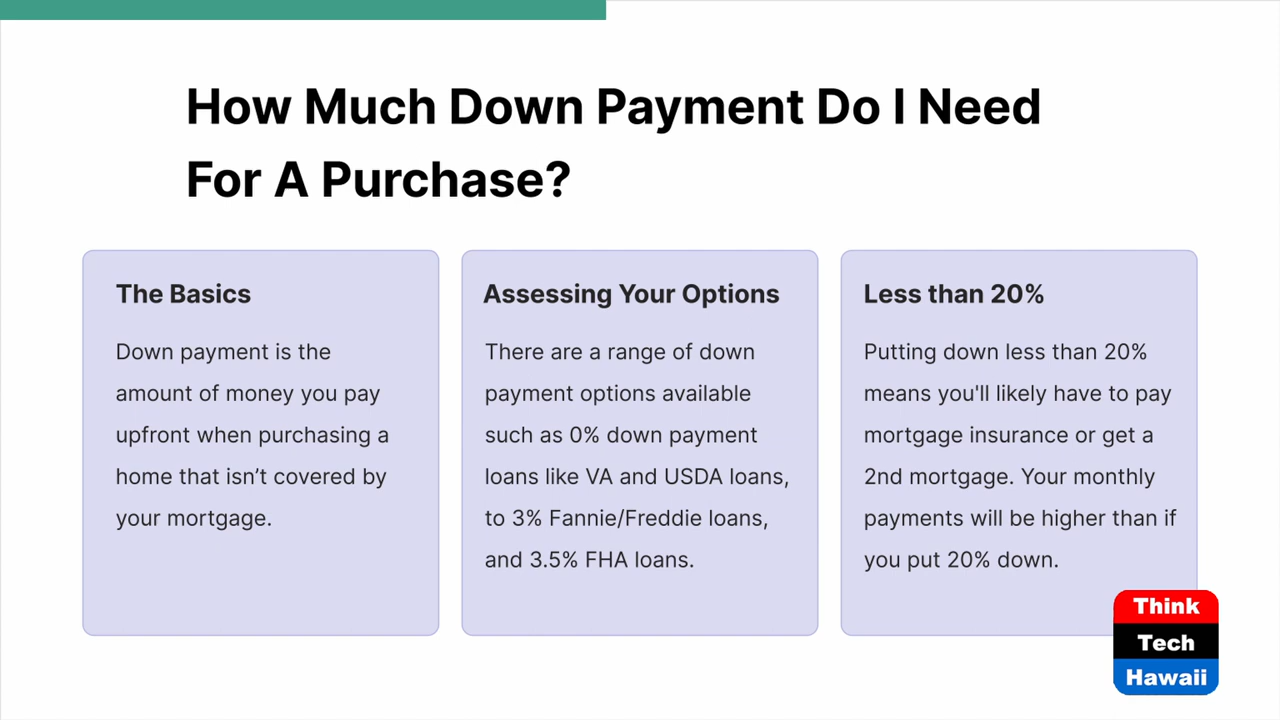 How Much Down Payment Do I Need
For A Purchase?
The Basics
Down payment is the
amount of money you pay
upfront when purchasing a
home that isn’t covered by
your mortgage.
Assessing Your Options
There are a range of down
payment options available
such as 0% down payment
loans like VA and USDA loans,
to 3% Fannie/Freddie loans,
and 3.5% FHA loans.
Less than 20%
Putting down less than 20%
means you'll likely have to pay
mortgage insurance or get a
2nd mortgage. Your monthly
payments will be higher than if
you put 20% down.
Think
Tech
Hawaii